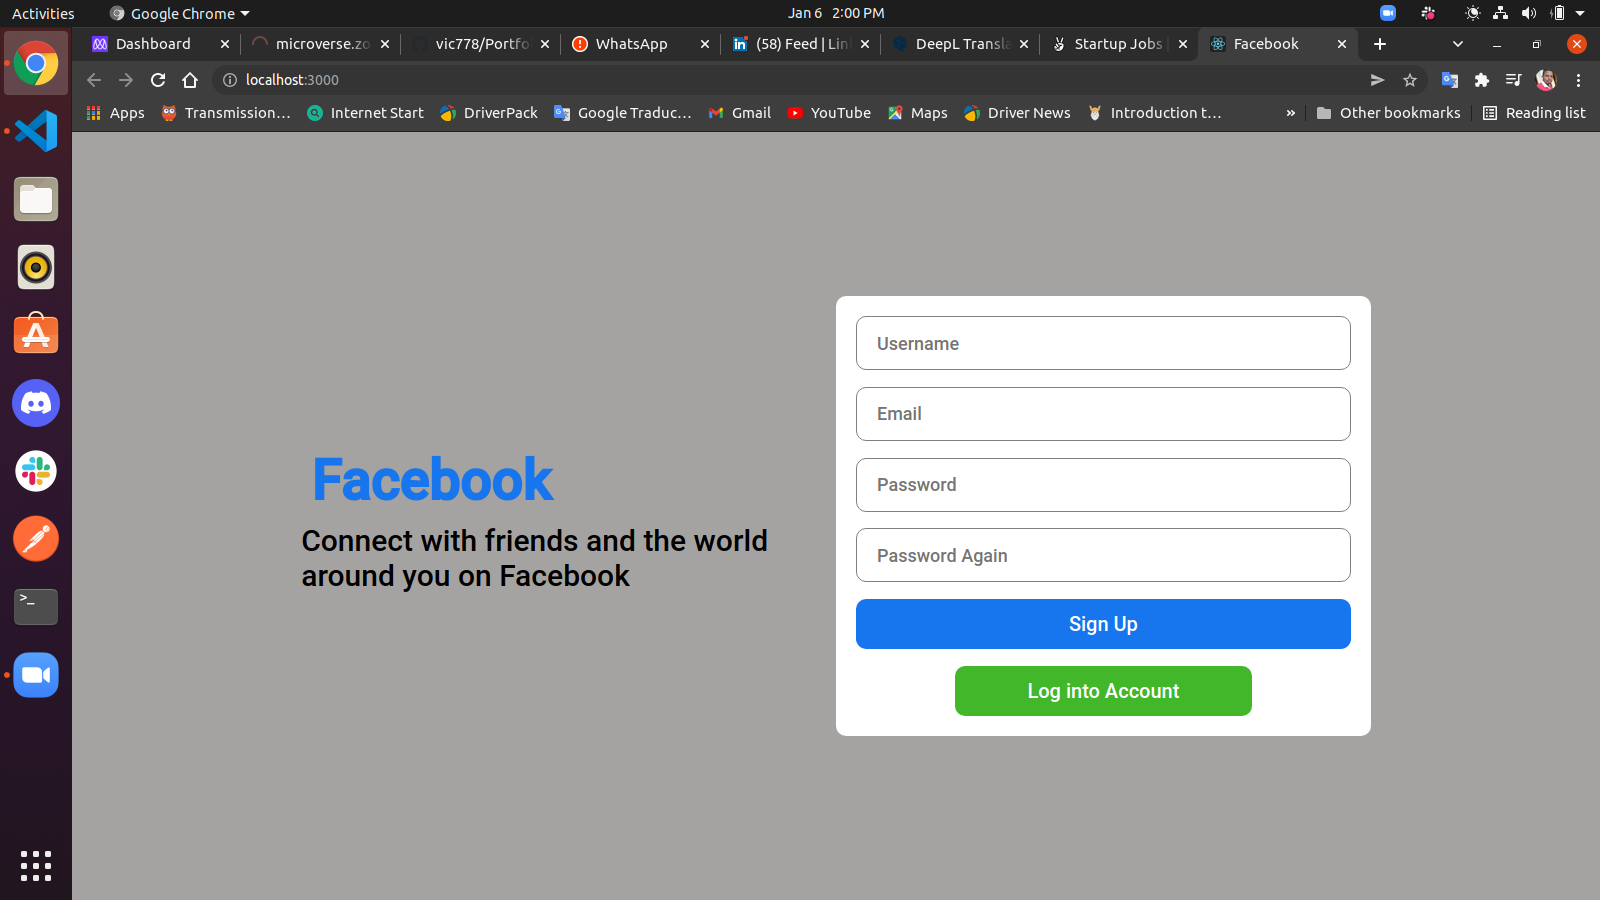 Activities
Google Chrome
Jan 6 2:00 PM
Dashboard
microverse.zo
vic778/Portfo
WhatsApp
(58) Feed | Lin
DeepL Transla
Startup Jobs |
Facebook
localhost:3000
Apps
Transmission…
Internet Start
DriverPack
Google Traduc…
Gmail
YouTube
Maps
Driver News
Introduction t…
»
Other bookmarks
Reading list
Facebook
Connect with friends and the world
around you on Facebook
Username
Email
Password
Password Again
Sign Up
Log into Account